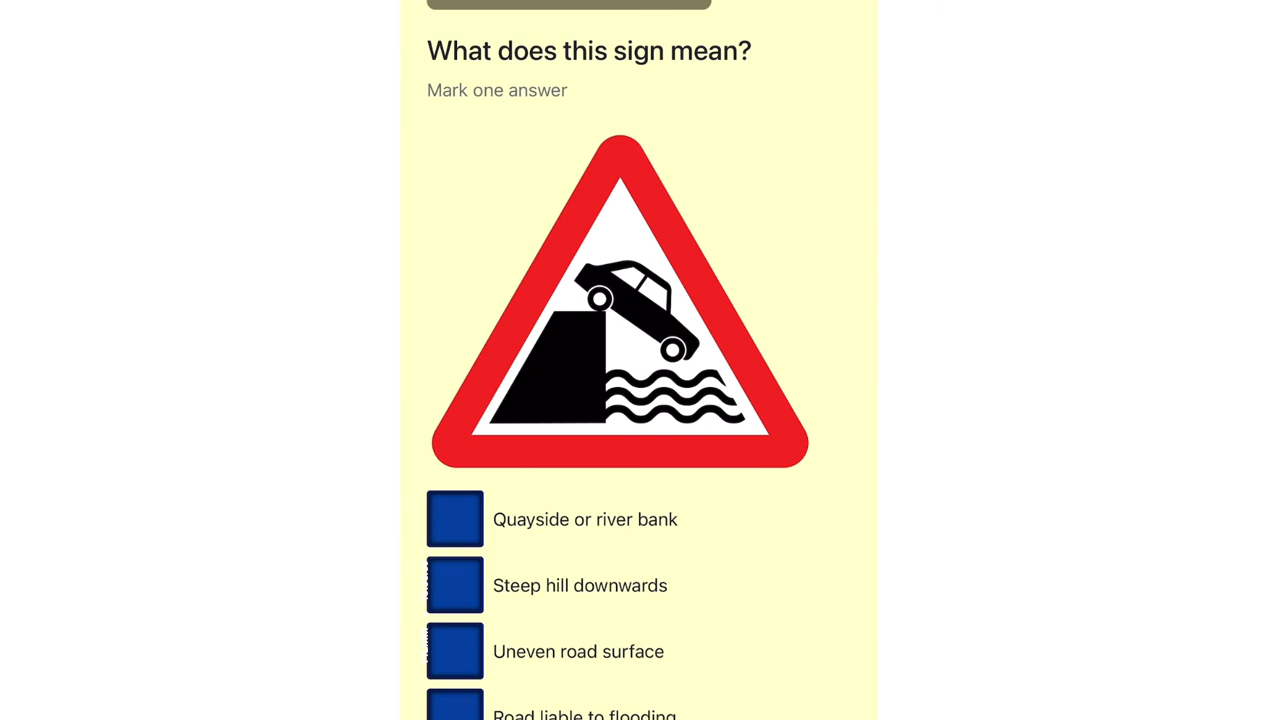 What does this sign mean?
Mark one answer
Quayside or river bank
Steep hill downwards
Uneven road surface
Road liable to flooding